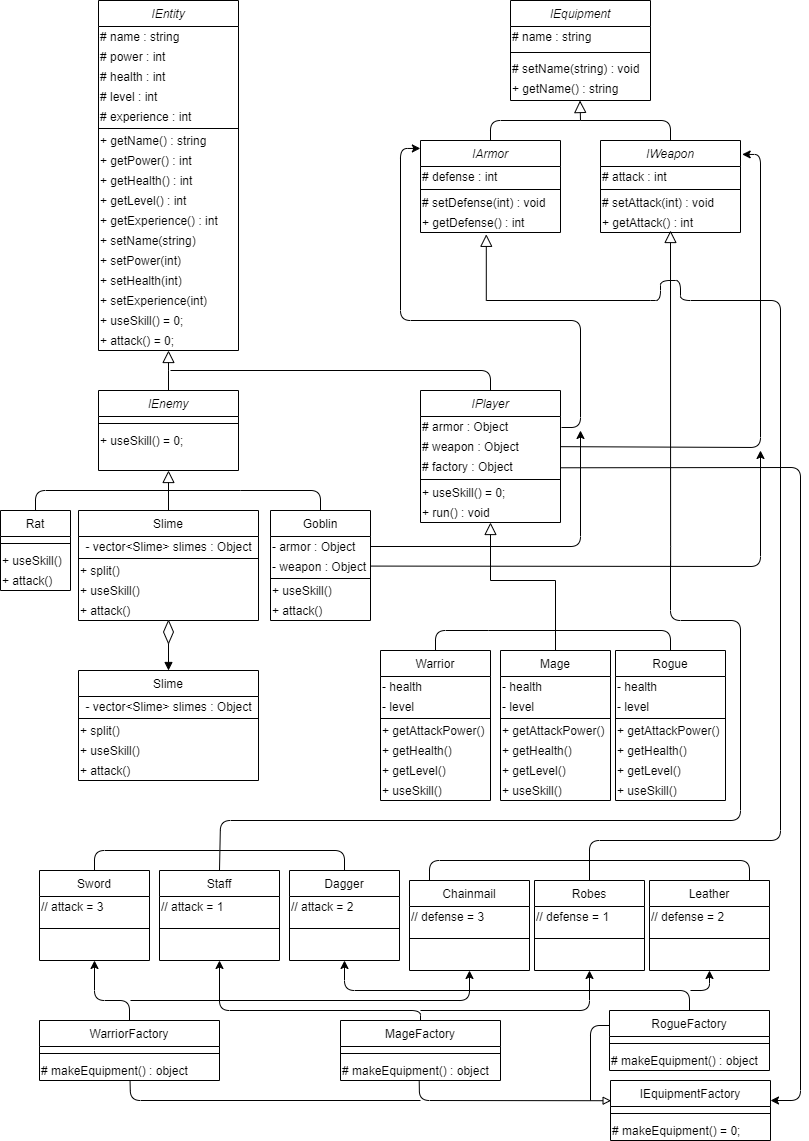 IEntity
# name : string
# power : int
# health : int
# level : int
# experience : int
+ getName() : string
+ getPower() : int
+ getHealth() : int
+ getLevel() : int
+ getExperience() : int
+ setName(string)
+ setPower(int)
+ setHealth(int)
+ setExperience(int)
+ useSkill() = 0;
+ attack() = 0;
IEquipment
# name : string
# setName(string) : void
+ getName() : string
IArmor
# defense : int
# setDefense(int) : void
+ getDefense() : int
IWeapon
# attack : int
# setAttack(int) : void
+ getAttack() : int
IEnemy
+ useSkill() = 0;
IPlayer
# armor : Object
# weapon : Object
# factory : Object
+ useSkill() = 0;
+ run() : void
Rat
+ useSkill()
+ attack()
Slime
- vector<Slime> slimes : Object
+ split()
+ useSkill()
+ attack()
Goblin
- armor : Object
- weapon : Object
+ useSkill()
+ attack()
Slime
- vector<Slime> slimes : Object
+ split()
+ useSkill()
+ attack()
Warrior
- health
- level
+ getAttackPower()
+ getHealth()
+ getLevel()
+ useSkill()
Mage
- health
- level
+ getAttackPower()
+ getHealth()
+ getLevel()
+ useSkill()
Rogue
- health
- level
+ getAttackPower()
+ getHealth()
+ getLevel()
+ useSkill()
Sword
// attack = 3
Staff
// attack = 1
Dagger
// attack = 2
Chainmail
// defense = 3
Robes
// defense = 1
Leather
// defense = 2
WarriorFactory
# makeEquipment() : object
MageFactory
# makeEquipment() : object
RogueFactory
# makeEquipment() : object
IEquipmentFactory
# makeEquipment() = 0;